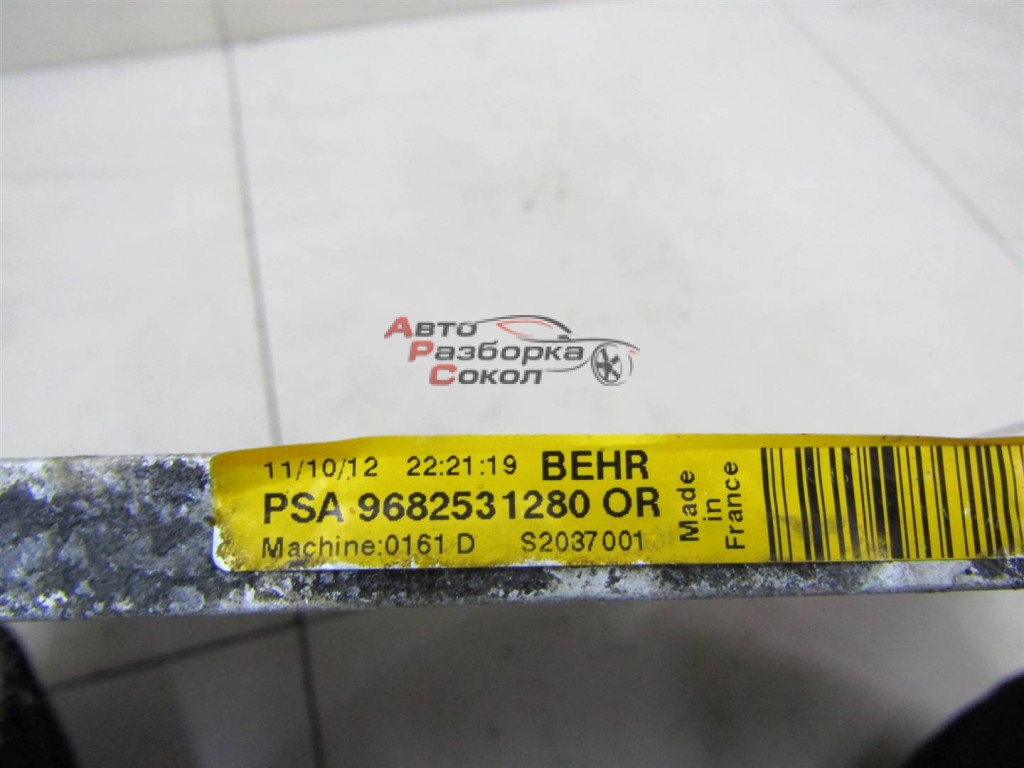 Авто
Разборка
Сокол
11/10/12 22:21:19 BEHR
PSA 9682531280 OR
Machine:0161 D S2037001
Made
in
France